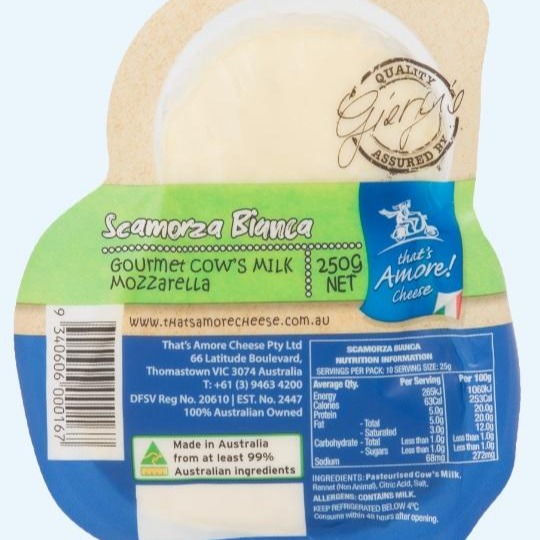 QUALITY
Giorgio's
ASSURED BY
Scamorza Bianca
GOURMET COW'S MILK
MOZZARELLA
250g
NET
that's
Amore!
Cheese
www.thatsamorecheese.com.au
That's Amore Cheese Pty Ltd
66 Latitude Boulevard,
Thomastown VIC 3074 Australia
T: +61 (3) 9463 4200
DFSV Reg No. 20610 | EST. No. 2447
100% Australian Owned
9 340606 000167
Made in Australia
from at least 99%
Australian ingredients
SCAMORZA BIANCA
NUTRITION INFORMATION
SERVINGS PER PACK: 10 SERVING SIZE: 25g
Average Qty. Per Serving Per 100g
Energy 265kJ 1060kJ
Calories 63Cal 253Cal
Protein 5.0g 20.0g
Fat - Total 5.0g 20.0g
- Saturated 3.0g 12.0g
Carbohydrate - Total Less than 1.0g Less than 1.0g
- Sugars Less than 1.0g Less than 1.0g
Sodium 68mg 272mg
INGREDIENTS: Pasteurised Cow's Milk,
Rennet (Non Animal), Citric Acid, Salt.
ALLERGENS: CONTAINS MILK.
KEEP REFRIGERATED BELOW 4°C
Consume within 48 hours after opening.